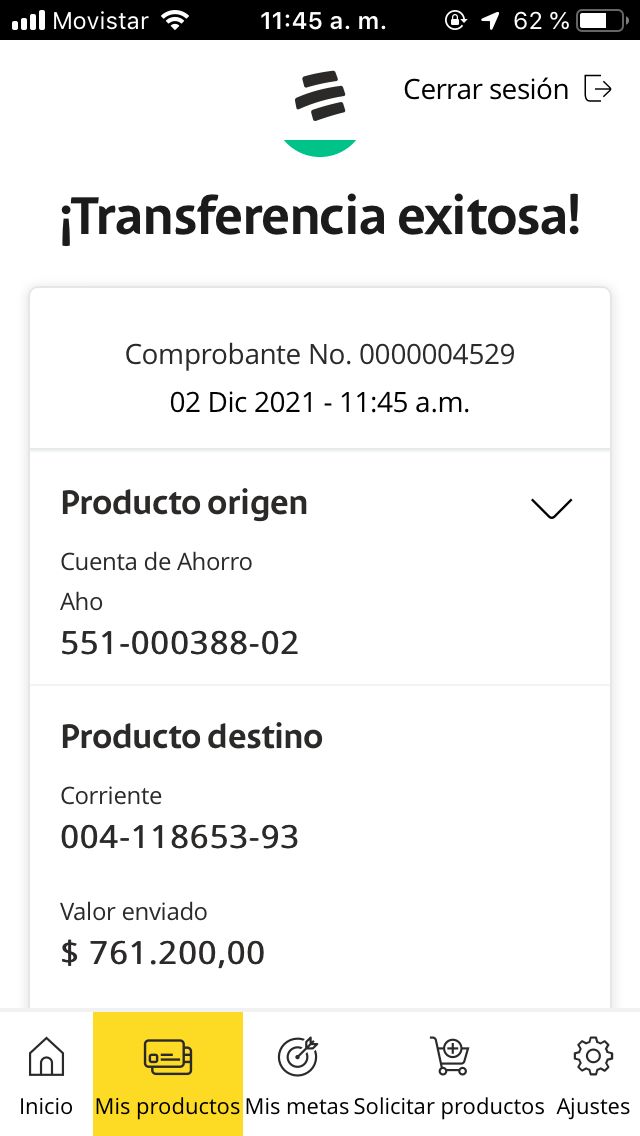 Movistar 11:45 a. m. 62 %
Cerrar sesión
¡Transferencia exitosa!
Comprobante No. 0000004529
02 Dic 2021 - 11:45 a.m.
Producto origen
Cuenta de Ahorro
Aho
551-000388-02
Producto destino
Corriente
004-118653-93
Valor enviado
$ 761.200,00
Inicio Mis productos Mis metas Solicitar productos Ajustes